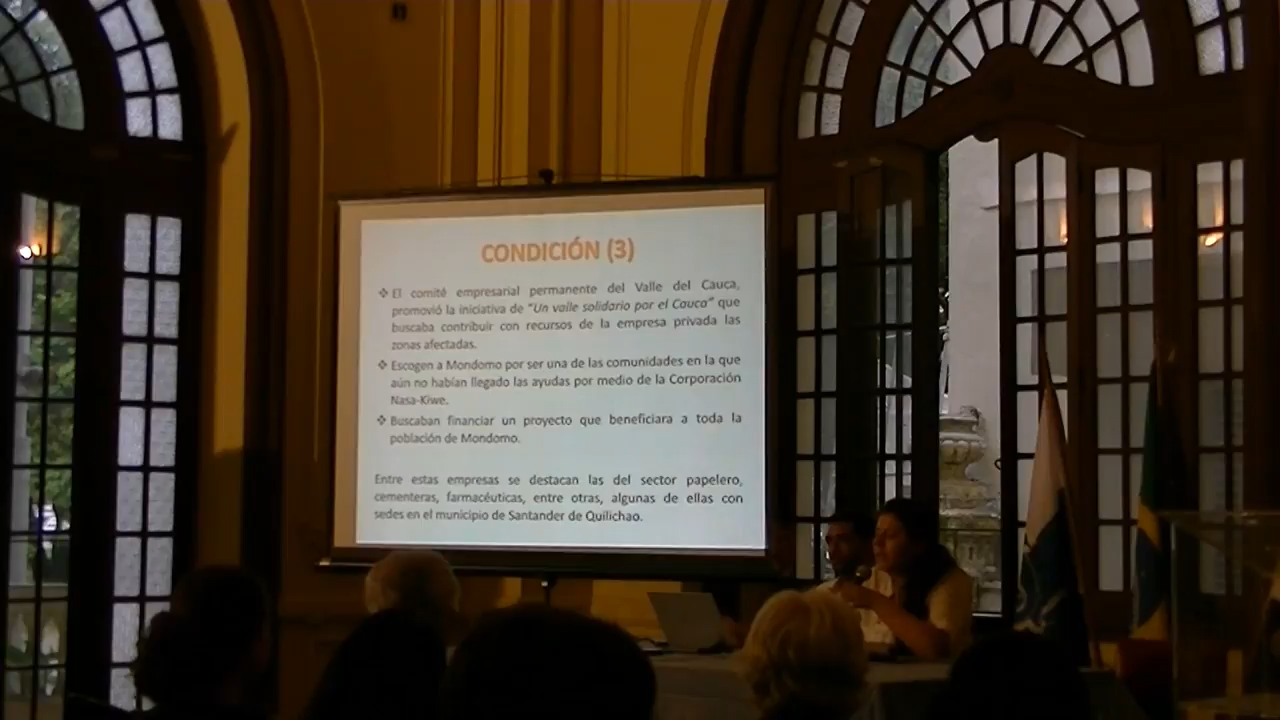 CONDICIÓN (3)
❖ El comité empresarial permanente del Valle del Cauca,
promovió la iniciativa de "Un valle solidario por el Cauca" que
buscaba contribuir con recursos de la empresa privada las
zonas afectadas.
❖ Escogen a Mondomo por ser una de las comunidades en la que
aún no habían llegado las ayudas por medio de la Corporación
Nasa-Kiwe.
❖ Buscaban financiar un proyecto que beneficiara a toda la
población de Mondomo.
Entre estas empresas se destacan las del sector papelero,
cementeras, farmacéuticas, entre otras, algunas de ellas con
sedes en el municipio de Santander de Quilichao.